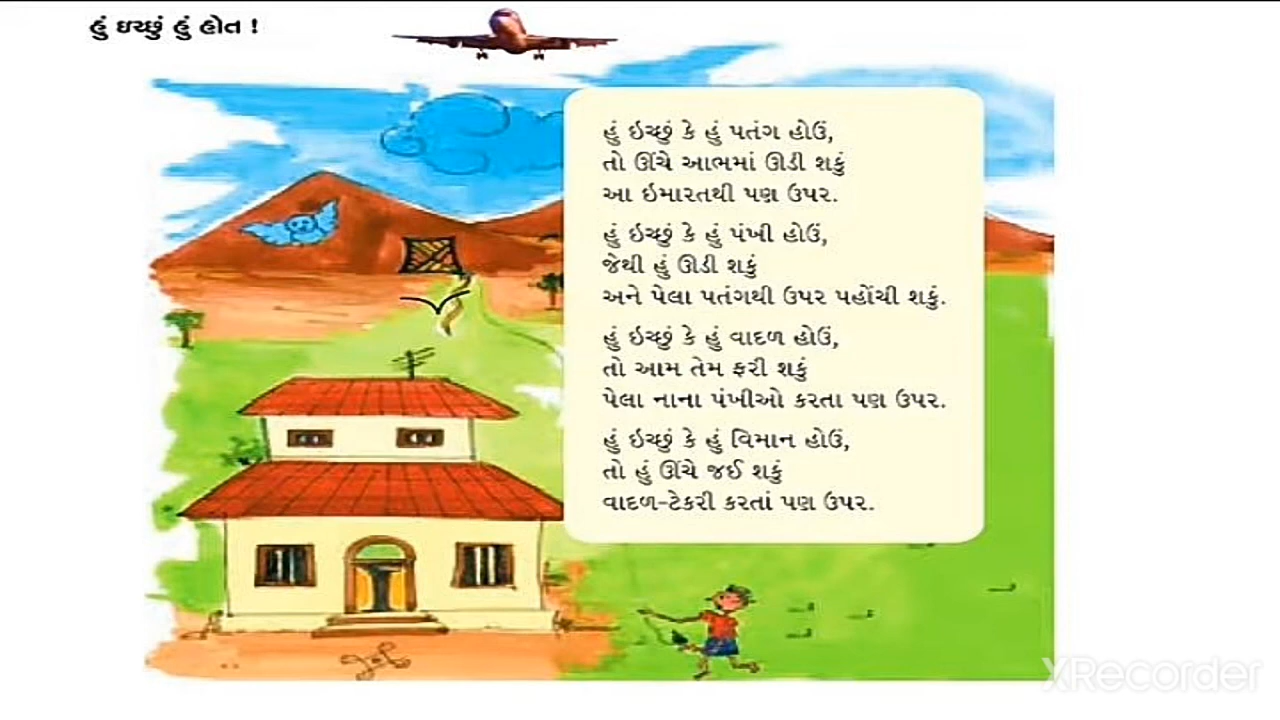 હું ઇચ્છું હું હોત !
હું ઇચ્છું કે હું પતંગ હોઉં,
તો ઊંચે આભમાં ઊડી શકું
આ ઇમારતથી પણ ઉપર.
હું ઇચ્છું કે હું પંખી હોઉં,
જેથી હું ઊડી શકું
અને પેલા પતંગથી ઉપર પહોંચી શકું.
હું ઇચ્છું કે હું વાદળ હોઉં,
તો આમ તેમ ફરી શકું
પેલા નાના પંખીઓ કરતા પણ ઉપર.
હું ઇચ્છું કે હું વિમાન હોઉં,
તો હું ઊંચે જઈ શકું
વાદળ-ટેકરી કરતાં પણ ઉપર.
XRecorder